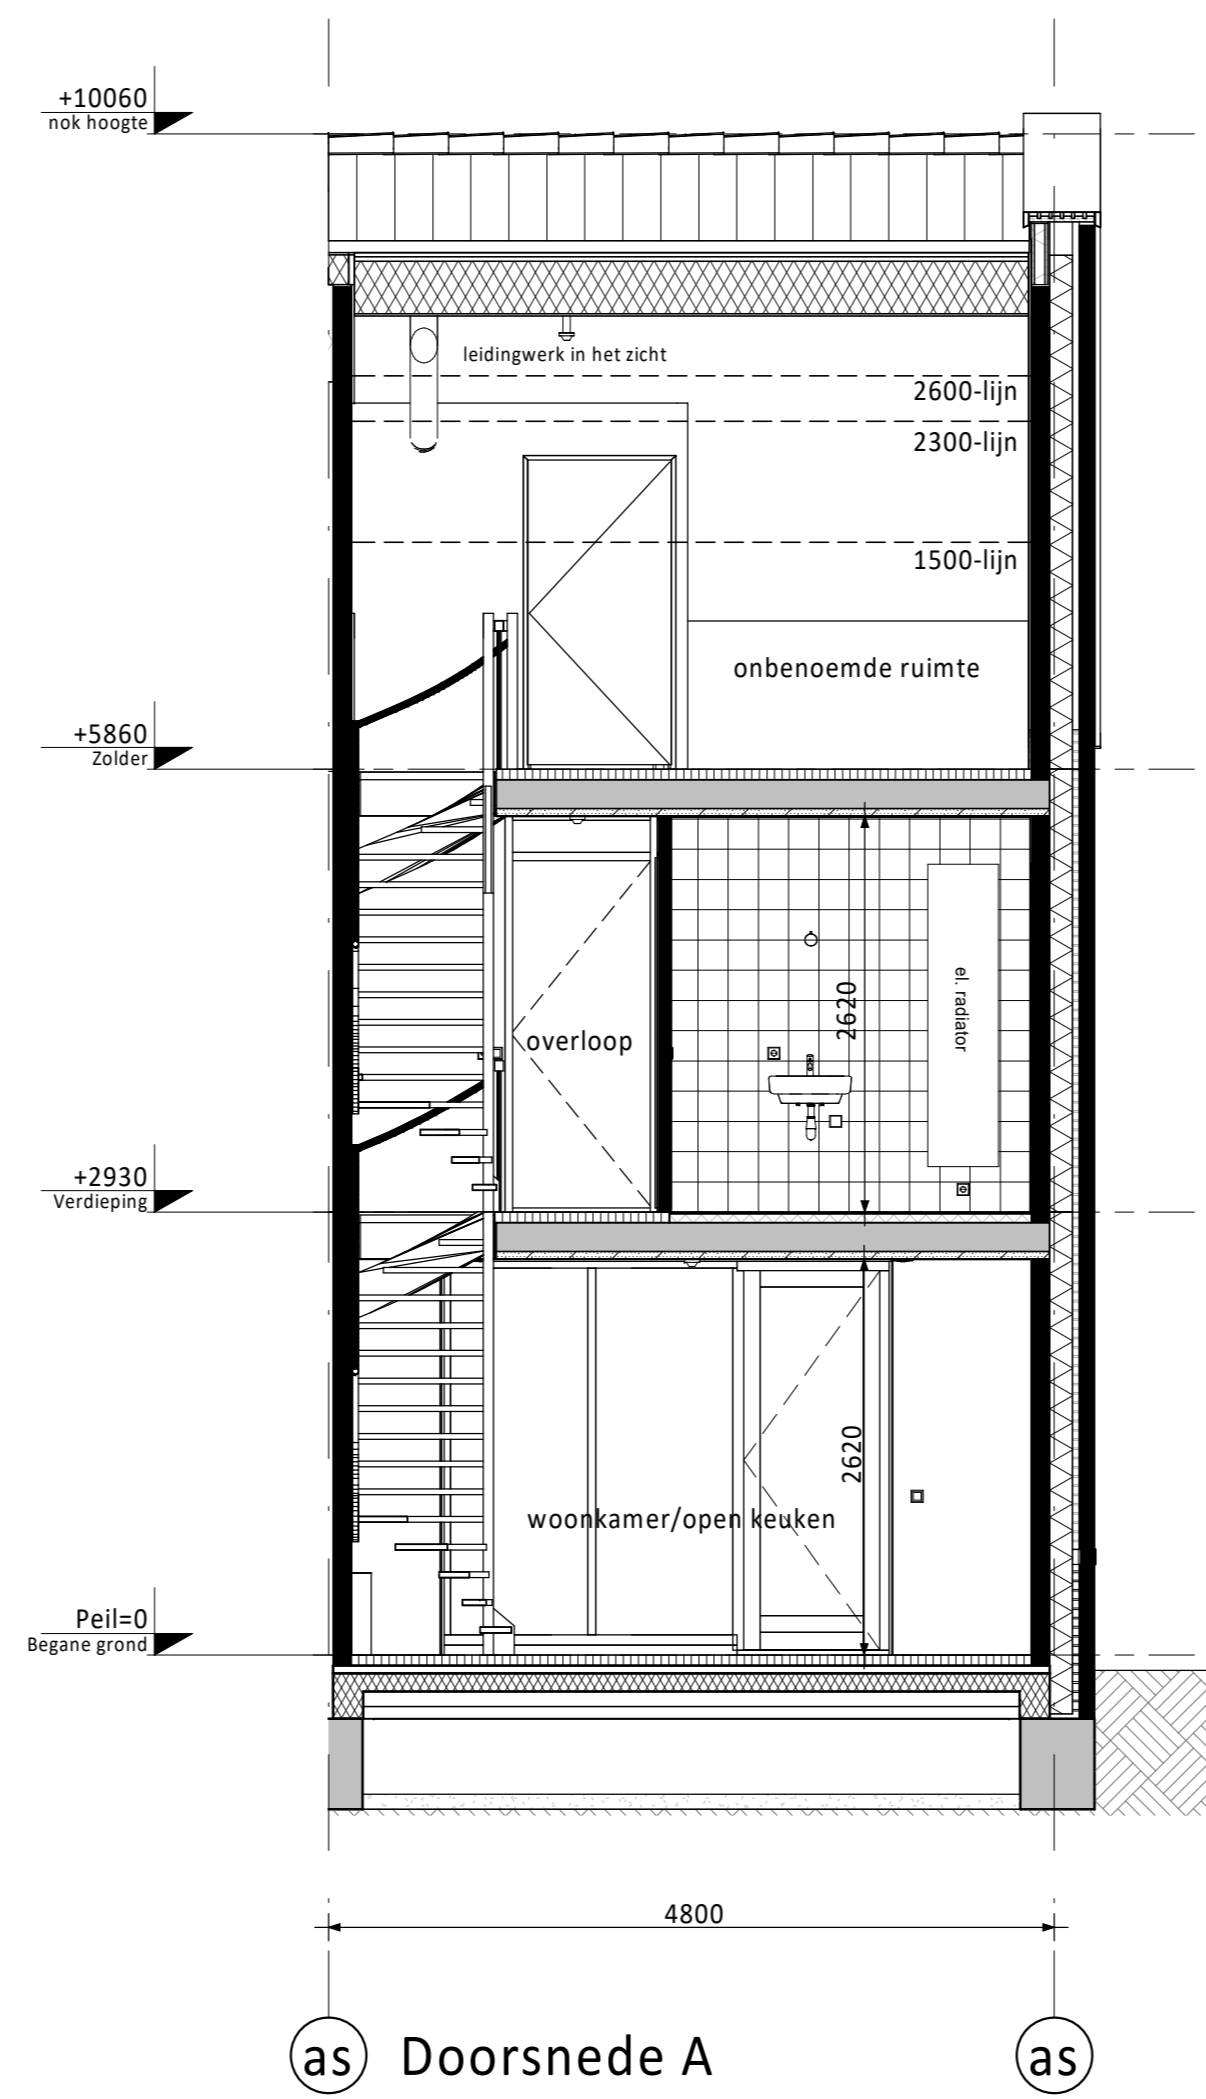 +10060
nok hoogte
leidingwerk in het zicht
2600-lijn
2300-lijn
1500-lijn
onbenoemde ruimte
+5860
Zolder
2620
el. radiator
overloop
+2930
Verdieping
2620
woonkamer/open keuken
Peil=0
Begane grond
4800
as
Doorsnede A
as